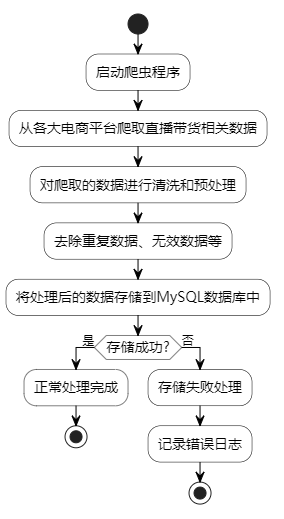 启动爬虫程序
从各大电商平台爬取直播带货相关数据
对爬取的数据进行清洗和预处理
去除重复数据、无效数据等
将处理后的数据存储到MySQL数据库中
是
存储成功?
否
正常处理完成
存储失败处理
记录错误日志